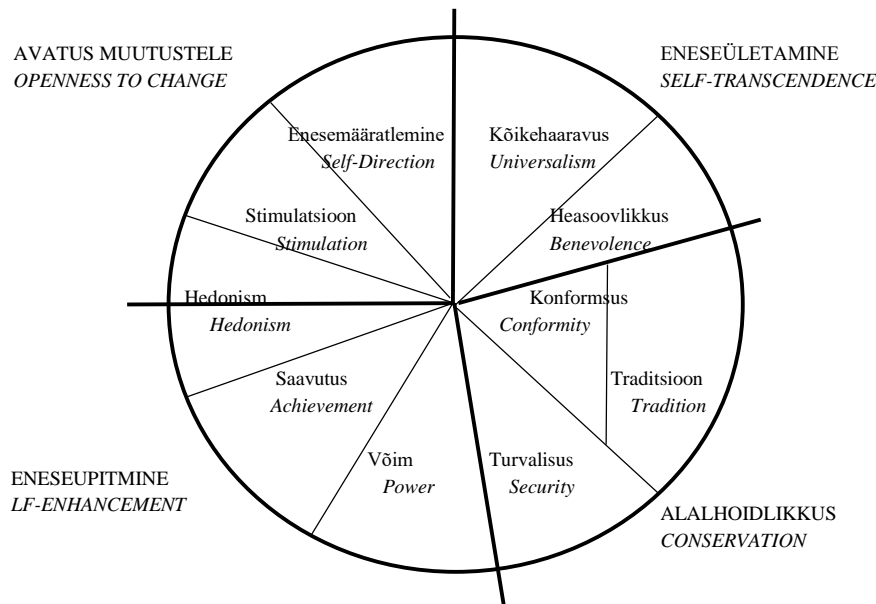 AVATUS MUUTUSTELE
OPENNESS TO CHANGE
ENESEÜLETAMINE
SELF-TRANSCENDENCE
Enesemääratlemine
Self-Direction
Kõikehaaravus
Universalism
Stimulatsioon
Stimulation
Heasoovlikkus
Benevolence
Hedonism
Hedonism
Konformsus
Conformity
Saavutus
Achievement
Traditsioon
Tradition
Võim
Power
Turvalisus
Security
ENESEUPITMINE
LF-ENHANCEMENT
ALALHOIDLIKKUS
CONSERVATION